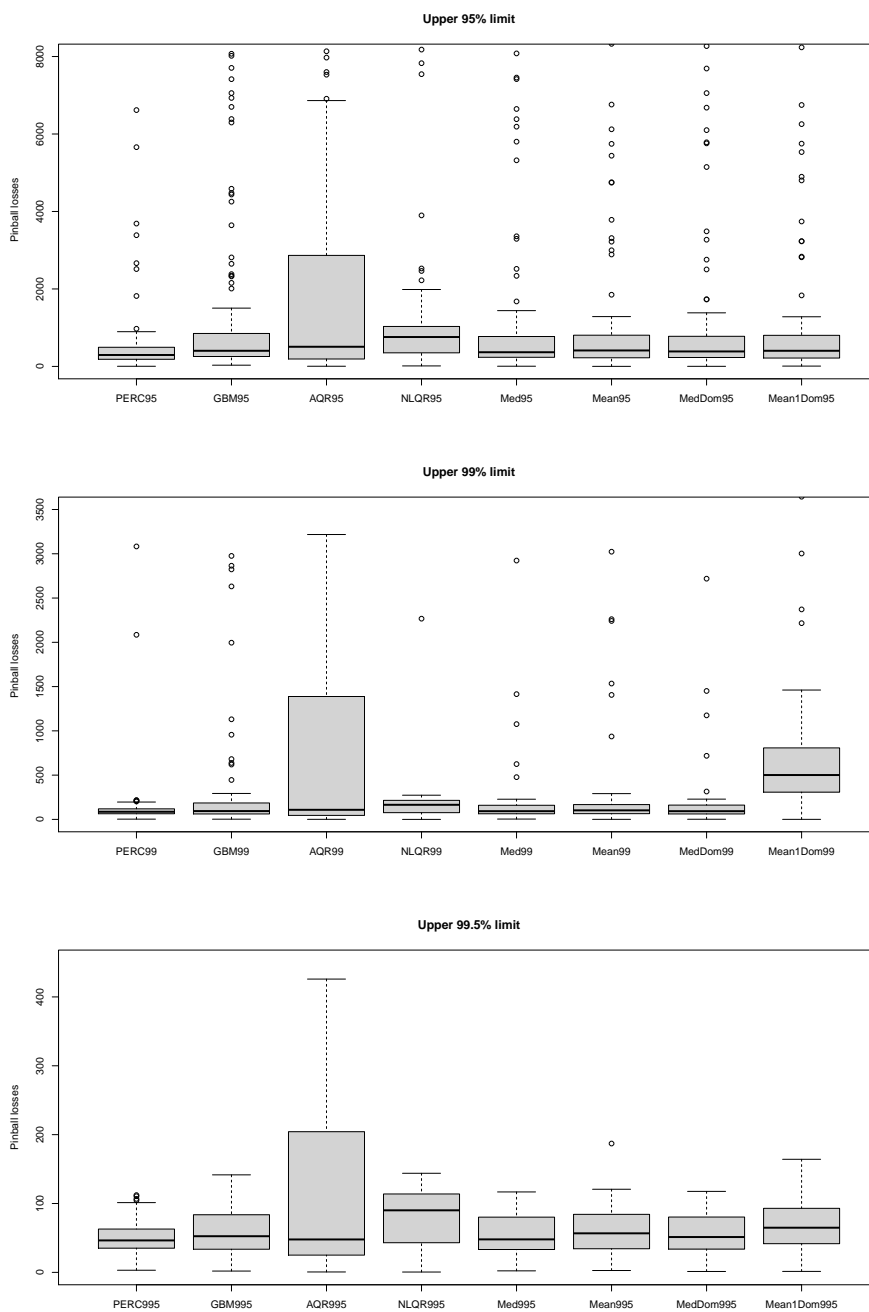 Upper 95% limit
8000
6000
4000
2000
0
Pinball losses
PERC95 GBM95 AQR95 NLQR95 Med95 Mean95 MedDom95 Mean1Dom95
Upper 99% limit
3500
3000
2500
2000
1500
1000
500
0
Pinball losses
PERC99 GBM99 AQR99 NLQR99 Med99 Mean99 MedDom99 Mean1Dom99
Upper 99.5% limit
400
300
200
100
0
Pinball losses
PERC995 GBM995 AQR995 NLQR995 Med995 Mean995 MedDom995 Mean1Dom995